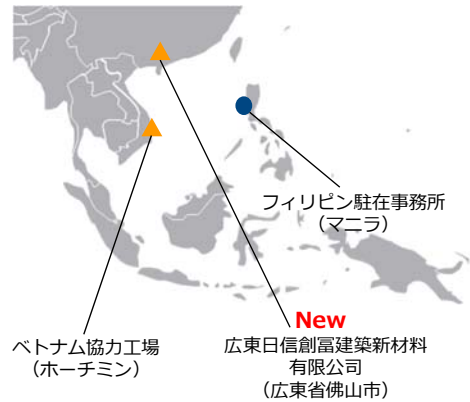 フィリピン駐在事務所
（マニラ）
New
ベトナム協力工場
（ホーチミン）
広東日信創冨建築新材料
有限公司
（広東省佛山市）